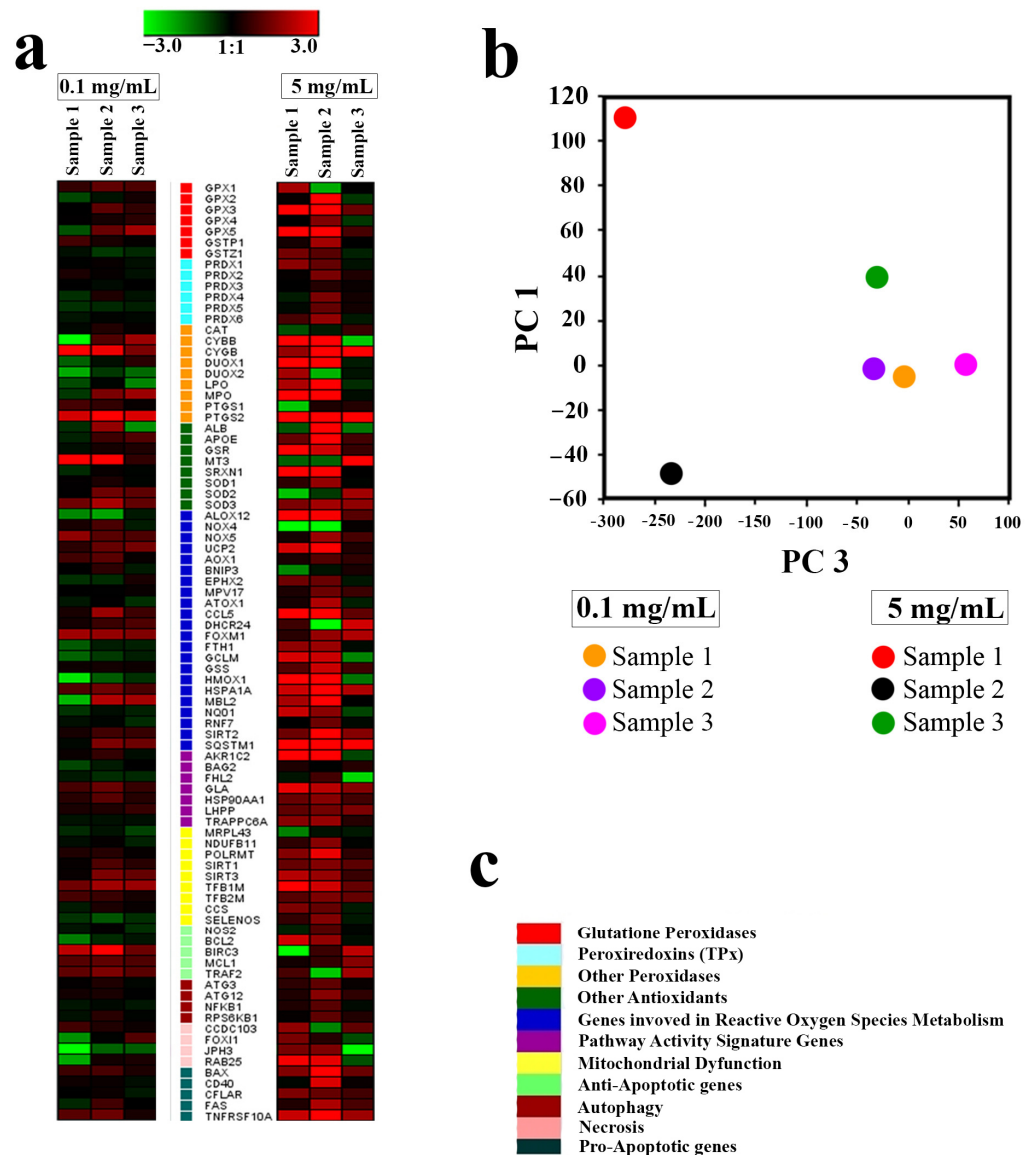 a
−3.0 1:1 3.0
0.1 mg/mL
5 mg/mL
Sample 1
Sample 2
Sample 3
Sample 1
Sample 2
Sample 3
GPX1
GPX2
GPX3
GPX4
GPX5
GSTP1
GSTZ1
PRDX1
PRDX2
PRDX3
PRDX4
PRDX5
PRDX6
CAT
CYBB
CYGB
DUOX1
DUOX2
LPO
MPO
PTGS1
PTGS2
ALB
APOE
GSR
MT3
SRXN1
SOD1
SOD2
SOD3
ALOX12
NOX4
NOX5
UCP2
AOX1
BNIP3
EPHX2
MPV17
ATOX1
CCL5
DHCR24
FOXM1
FTH1
GCLM
GSS
HMOX1
HSPA1A
MBL2
NQO1
RNF7
SIRT2
SQSTM1
AKR1C2
BAG2
FHL2
GLA
HSP90AA1
LHPP
TRAPPC6A
MRPL43
NDUFB11
POLRMT
SIRT1
SIRT3
TFB1M
TFB2M
CCS
SELENOS
NOS2
BCL2
BIRC3
MCL1
TRAF2
ATG3
ATG12
NFKB1
RPS6KB1
CCDC103
FOXI1
JPH3
RAB25
BAX
CD40
CFLAR
FAS
TNFRSF10A
b
120
100
80
60
40
20
0
−20
−40
−60
PC 1
-300 -250 -200 -150 -100 -50 0 50 100
PC 3
0.1 mg/mL
Sample 1
Sample 2
Sample 3
5 mg/mL
Sample 1
Sample 2
Sample 3
c
Glutatione Peroxidases
Peroxiredoxins (TPx)
Other Peroxidases
Other Antioxidants
Genes invoved in Reactive Oxygen Species Metabolism
Pathway Activity Signature Genes
Mitochondrial Dyfunction
Anti-Apoptotic genes
Autophagy
Necrosis
Pro-Apoptotic genes